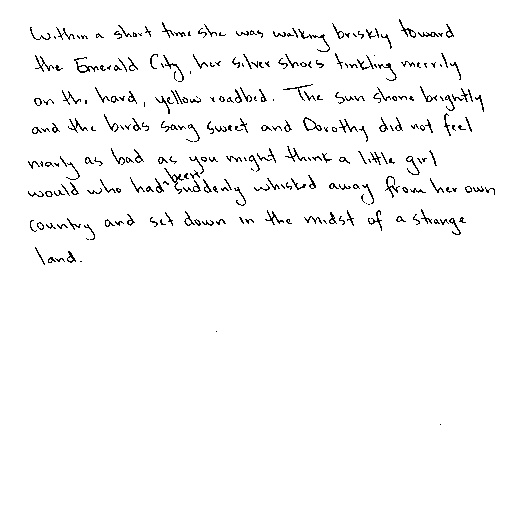 Within a short time she was walking briskly toward
the Emerald City, her silver shoes tinkling merrily
on the hard, yellow roadbed. The sun shone brightly
and the birds sang sweet and Dorothy did not feel
nearly as bad as you might think a little girl
would who had been suddenly whisked away from her own
country and set down in the midst of a strange
land.